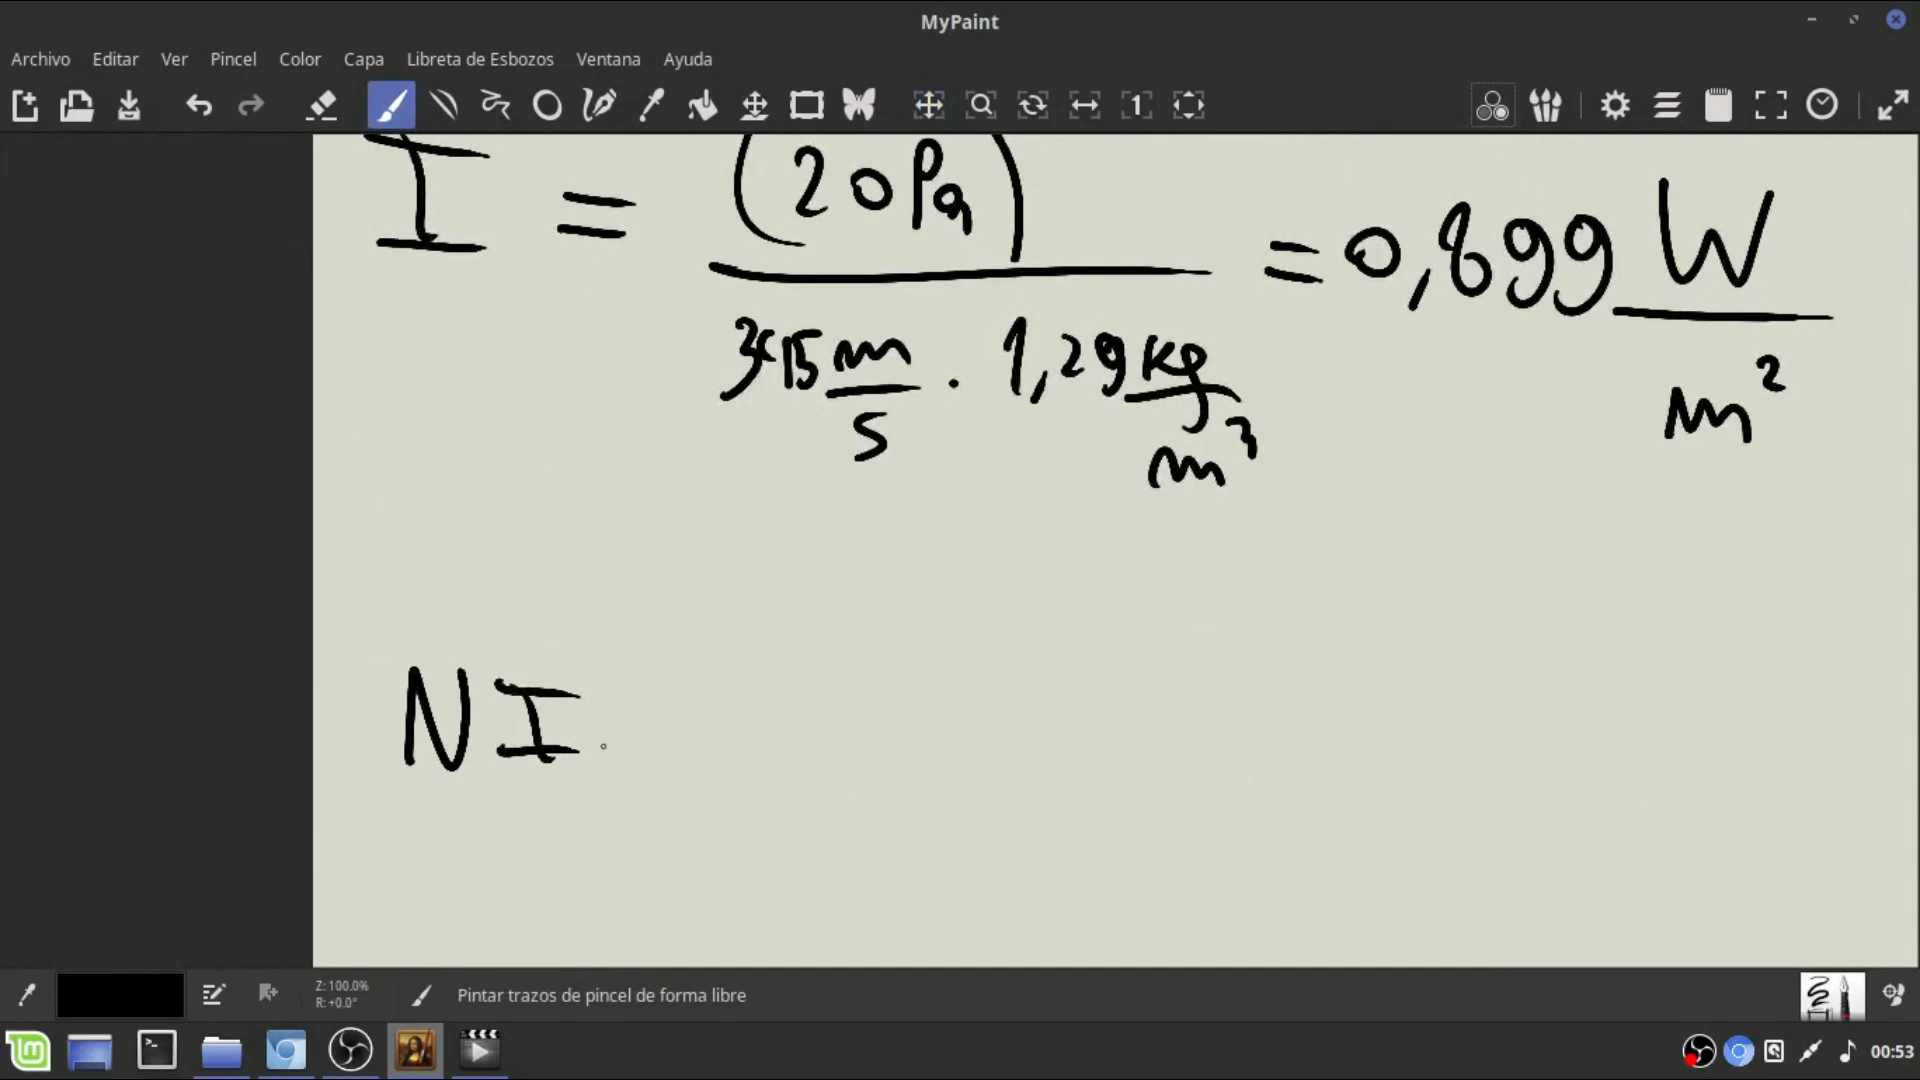 MyPaint
Archivo Editar Ver Pincel Color Capa Libreta de Esbozos Ventana Ayuda
I = (20Pa) = 0,899 W
345 m . 1,29 kg m²
s m³
NI
Z: 100.0%
R: +0.0°
Pintar trazos de pincel de forma libre
00:53